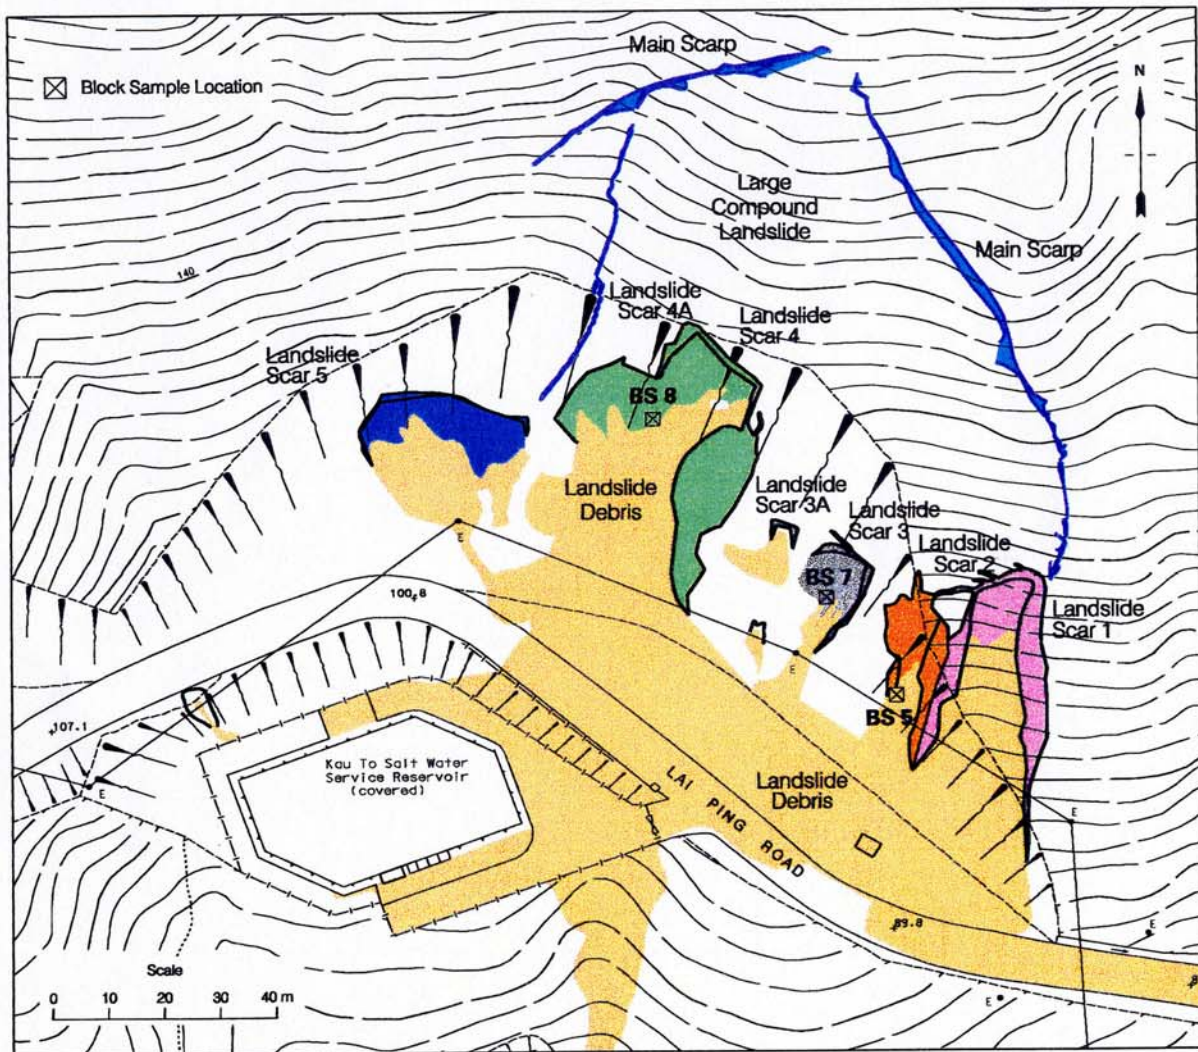 Main Scarp
N
Block Sample Location
Large
Compound
Landslide
Main Scarp
140
Landslide
Scar 4A
Landslide
Scar 4
Landslide
Scar 5
BS 8
Landslide
Debris
Landslide
Scar 3A
Landslide
Scar 3
Landslide
Scar 2
E
BS 7
100.8
Landslide
Scar 1
E
BS 5
107.1
Kau To Salt Water
Service Reservoir
(covered)
E
LAI PING ROAD
Landslide
Debris
E
89.8
E
Scale
0 10 20 30 40 m
E